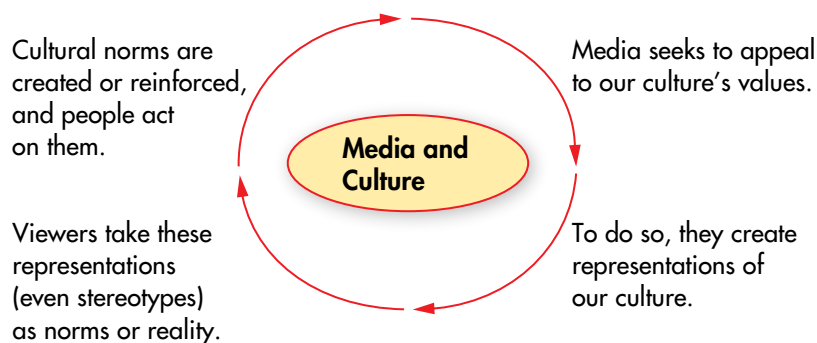 Cultural norms are
created or reinforced,
and people act
on them.
Media seeks to appeal
to our culture's values.
Media and
Culture
Viewers take these
representations
(even stereotypes)
as norms or reality.
To do so, they create
representations of
our culture.